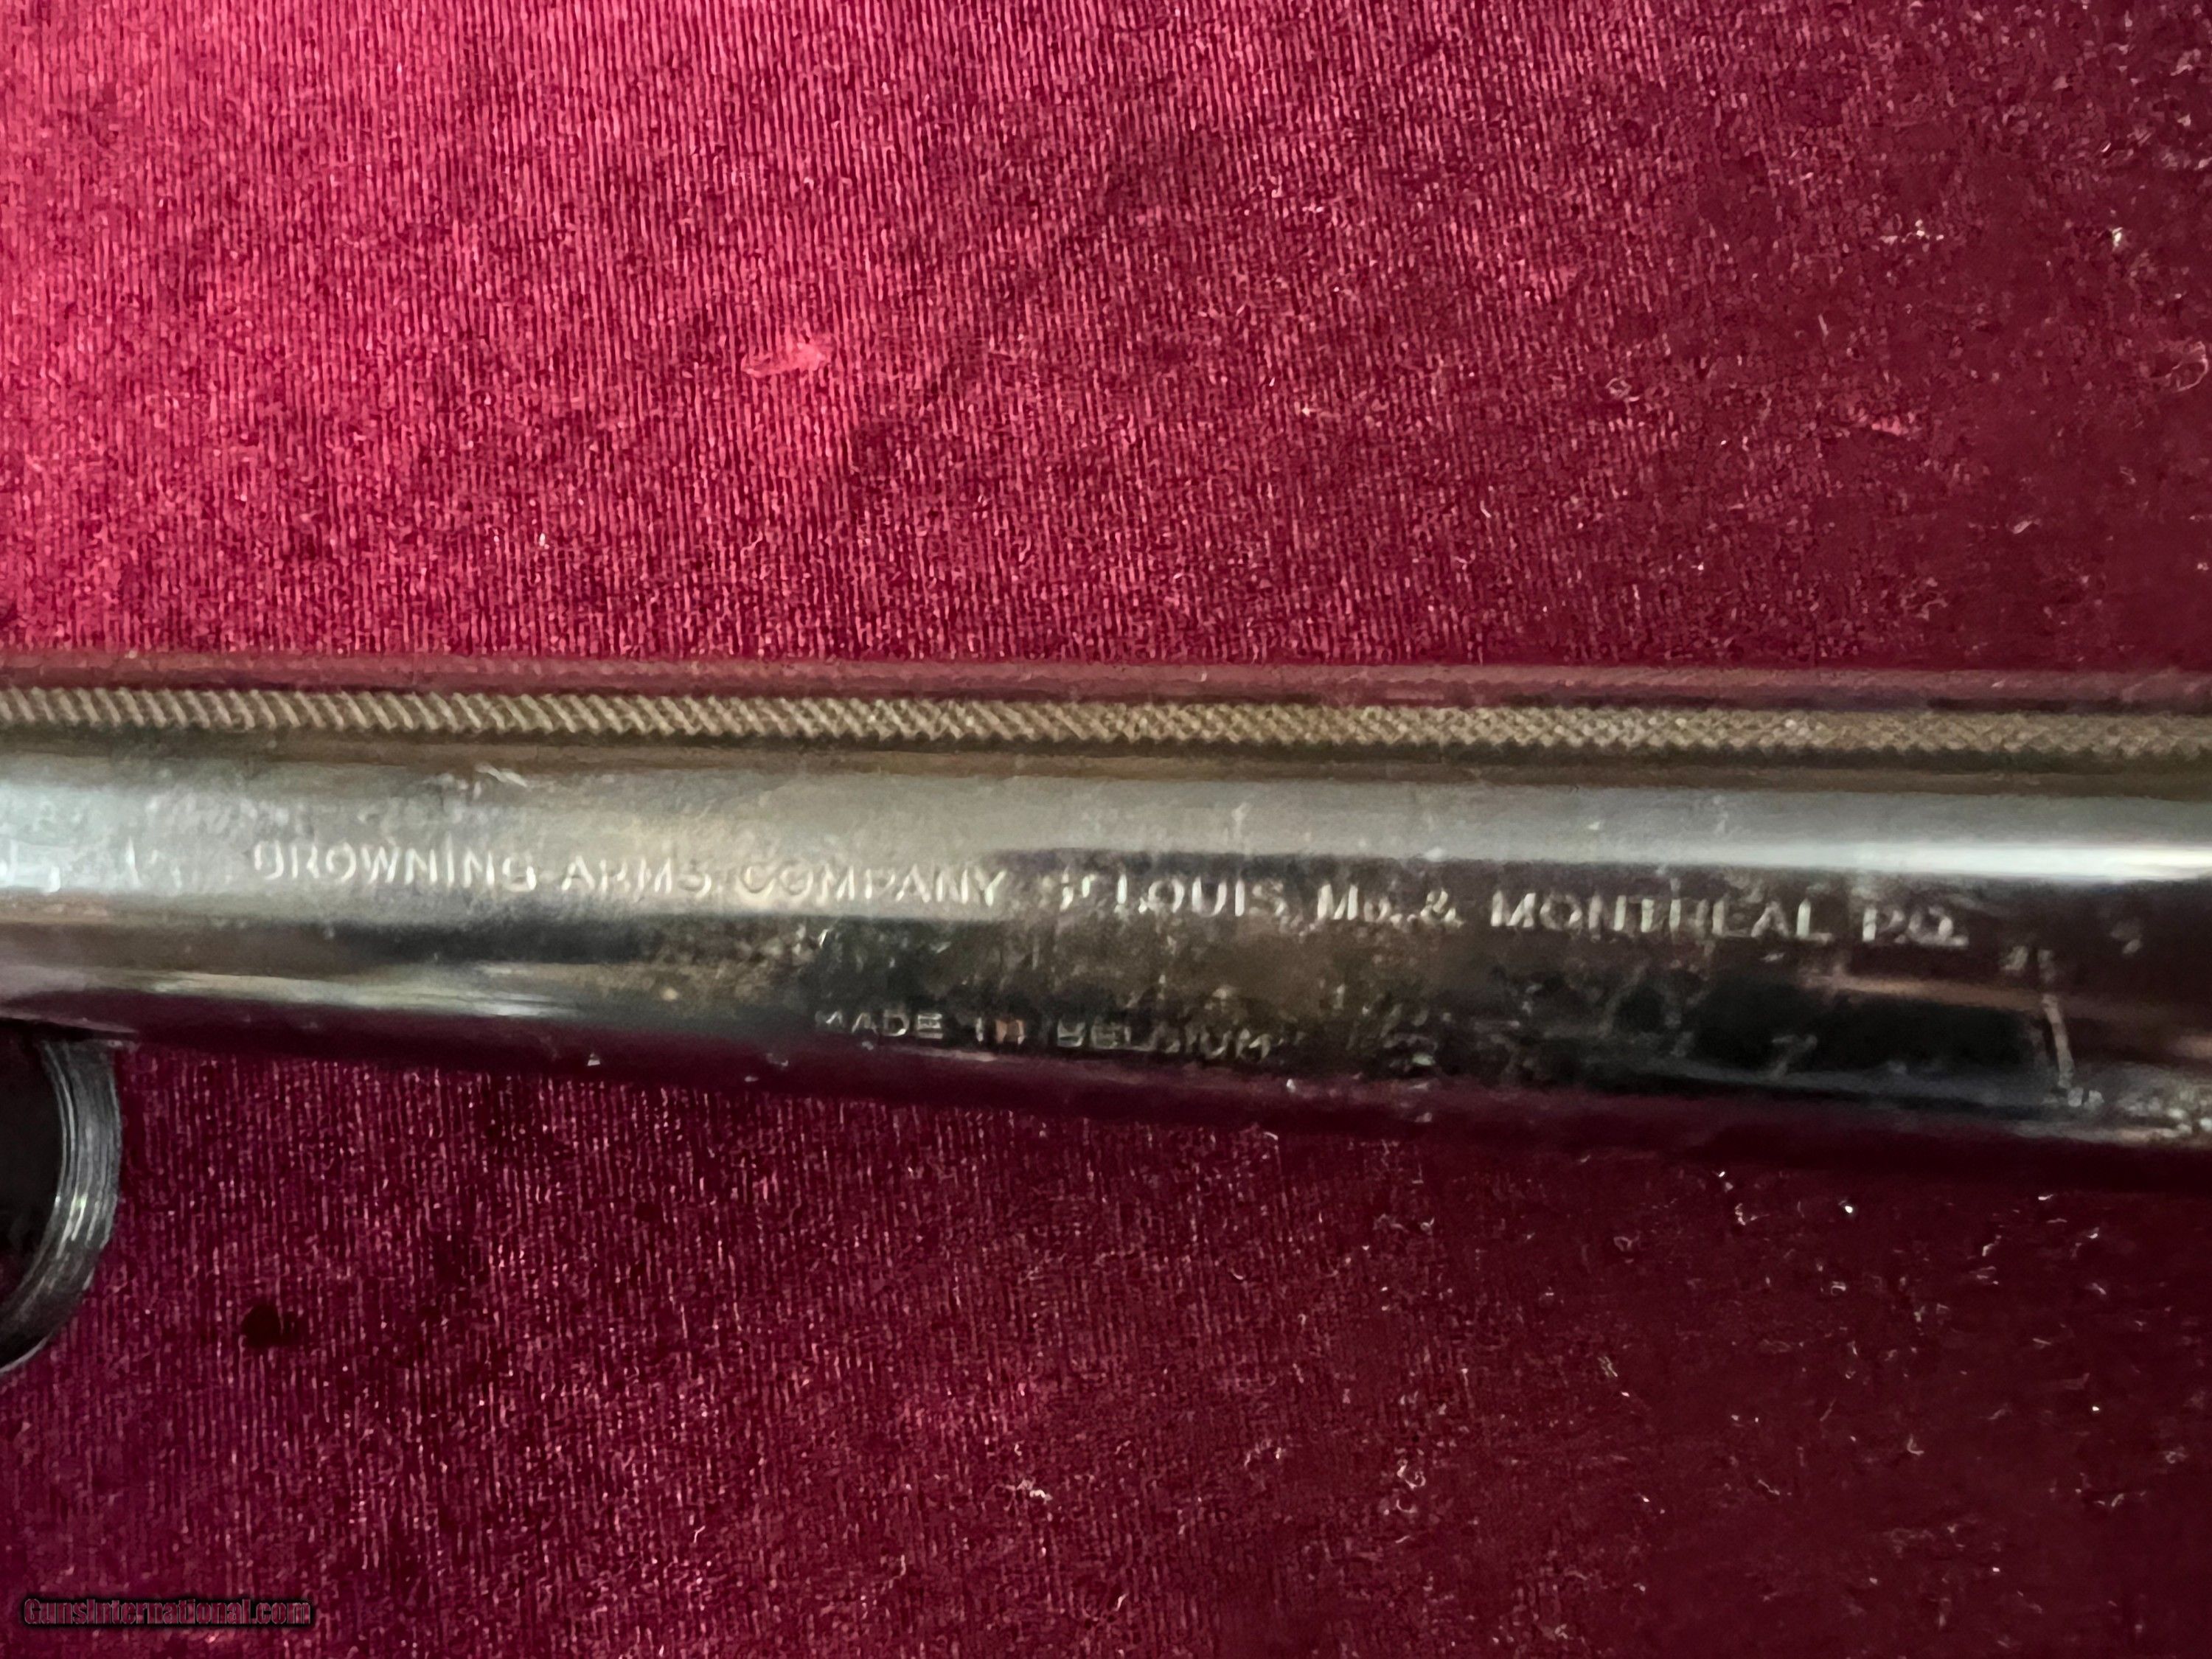 BROWNING ARMS COMPANY ST LOUIS, Mo. & MONTREAL P.Q.
MADE IN BELGIUM
GunsInternational.com